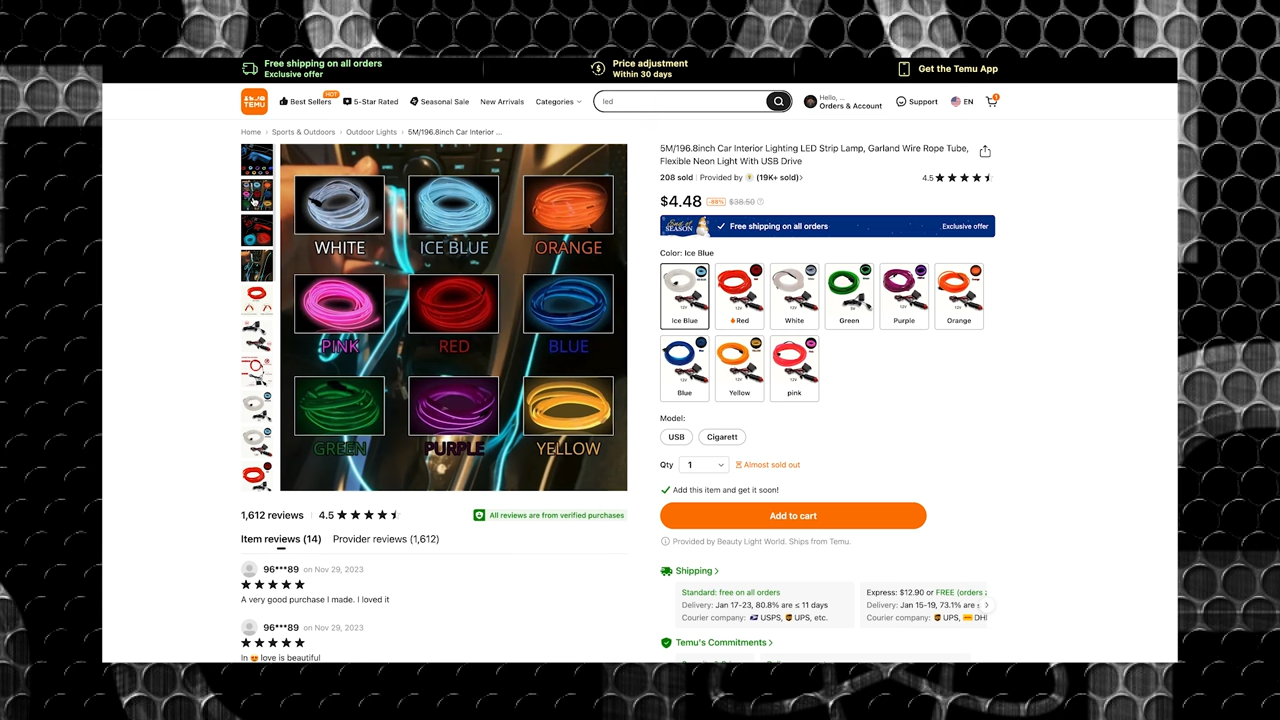 Free shipping on all orders
Exclusive offer
Price adjustment
Within 30 days
Get the Temu App
TEMU
Best Sellers
HOT
5-Star Rated
Seasonal Sale
New Arrivals
Categories
led
Hello, ...
Orders & Account
Support
EN
1
Home › Sports & Outdoors › Outdoor Lights › 5M/196.8inch Car Interior ...
WHITE
ICE BLUE
ORANGE
PINK
RED
BLUE
GREEN
PURPLE
YELLOW
5M/196.8inch Car Interior Lighting LED Strip Lamp, Garland Wire Rope Tube,
Flexible Neon Light With USB Drive
208 sold | Provided by (19K+ sold)›
4.5
$4.48 -88% $38.50
End of SEASON
Free shipping on all orders
Exclusive offer
Color: Ice Blue
Ice Blue
Red
White
Green
Purple
Orange
Blue
Yellow
pink
Model:
USB
Cigarett
Qty
1
Almost sold out
Add this item and get it soon!
Add to cart
Provided by Beauty Light World. Ships from Temu.
Shipping ›
Standard: free on all orders
Delivery: Jan 17-23, 80.8% are ≤ 11 days
Courier company: USPS, UPS, etc.
Express: $12.90 or FREE (orders
Delivery: Jan 15-19, 73.1% are
Courier company: UPS, DH
Temu's Commitments ›
1,612 reviews | 4.5
All reviews are from verified purchases
Item reviews (14)
Provider reviews (1,612)
96***89 on Nov 29, 2023
A very good purchase I made. I loved it
96***89 on Nov 29, 2023
In 😍 love is beautiful